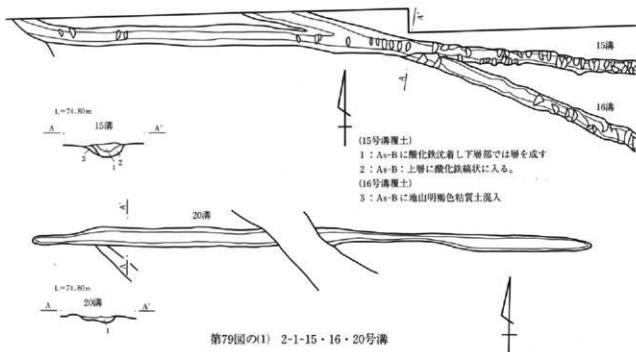 A'
15溝
16溝
A
L=74.80m
A 15溝 A'
2 1 2
(15号溝覆土)
1：As-Bに酸化鉄沈着し下層部では層を成す
2：As-B：上層に酸化鉄縞状に入る。
(16号溝覆土)
3：As-Bに地山明褐色粘質土混入
A'
20溝
A
L=74.80m
A 20溝 A'
1
第79図の(1) 2-1-15・16・20号溝